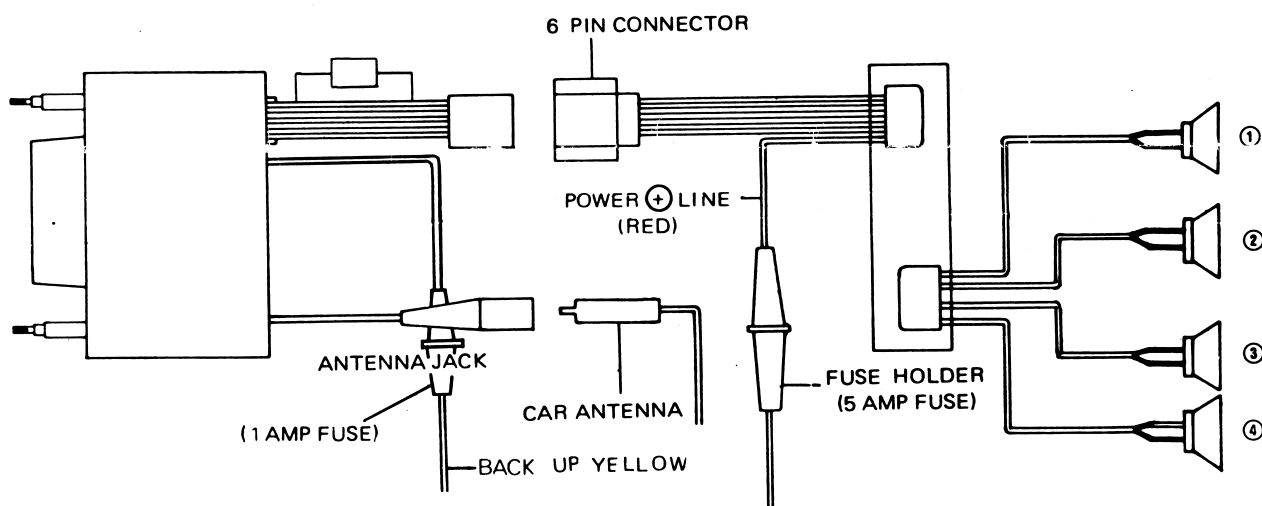 6 PIN CONNECTOR
①
POWER ⊕ LINE
(RED)
②
ANTENNA JACK
③
FUSE HOLDER
(5 AMP FUSE)
CAR ANTENNA
(1 AMP FUSE)
④
BACK UP YELLOW